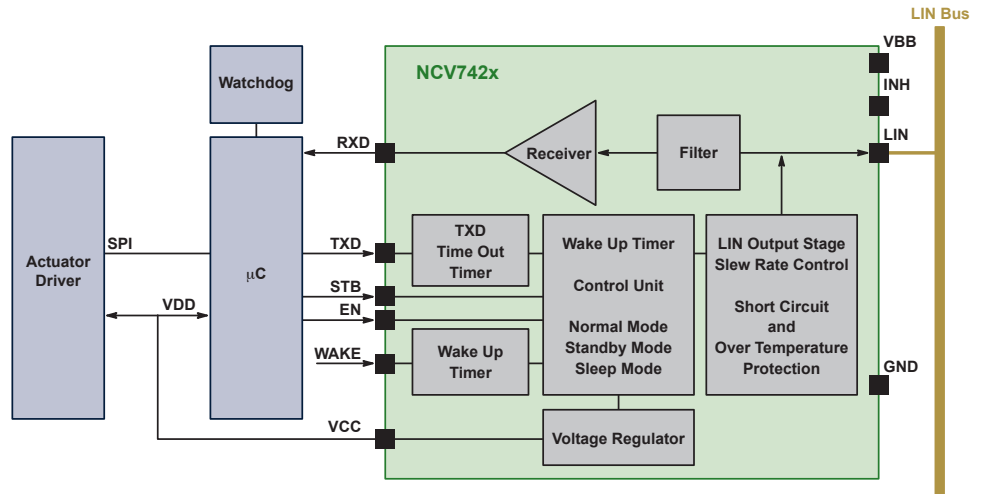 LIN Bus
VBB
NCV742x
INH
Watchdog
LIN
RXD
Receiver
Filter
SPI
TXD
TXD
Time Out
Timer
Wake Up Timer
Control Unit
Normal Mode
Standby Mode
Sleep Mode
LIN Output Stage
Slew Rate Control
Short Circuit
and
Over Temperature
Protection
Actuator
Driver
μC
STB
VDD
EN
WAKE
Wake Up
Timer
GND
VCC
Voltage Regulator